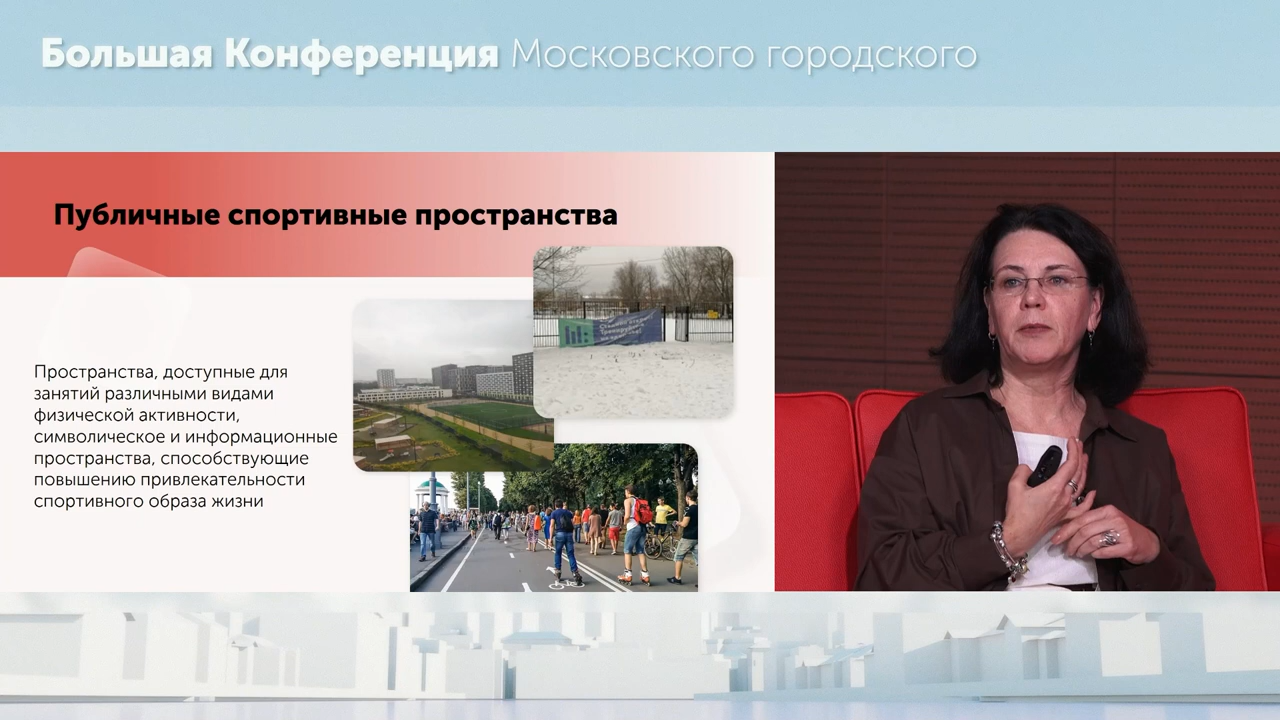 Большая Конференция Московского городского
Публичные спортивные пространства
Пространства, доступные для
занятий различными видами
физической активности,
символическое и информационные
пространства, способствующие
повышению привлекательности
спортивного образа жизни